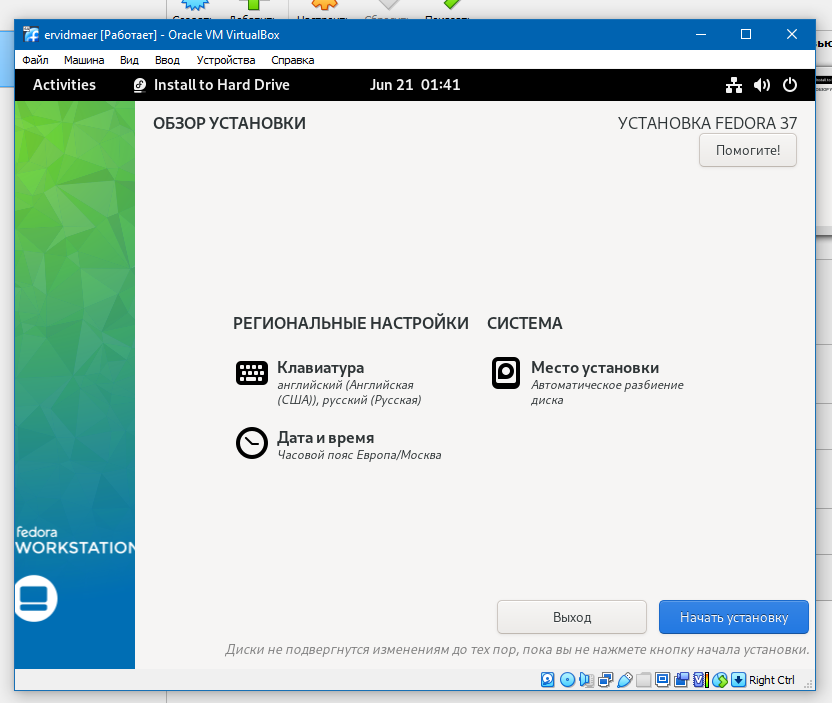 ervidmaer [Работает] - Oracle VM VirtualBox
Файл Машина Вид Ввод Устройства Справка
Activities Install to Hard Drive Jun 21 01:41
ОБЗОР УСТАНОВКИ
УСТАНОВКА FEDORA 37
Помогите!
РЕГИОНАЛЬНЫЕ НАСТРОЙКИ
СИСТЕМА
Клавиатура
английский (Английская
(США)), русский (Русская)
Место установки
Автоматическое разбиение
диска
Дата и время
Часовой пояс Европа/Москва
fedora
WORKSTATION
Выход
Начать установку
Диски не подвергнутся изменениям до тех пор, пока вы не нажмете кнопку начала установки.
Right Ctrl